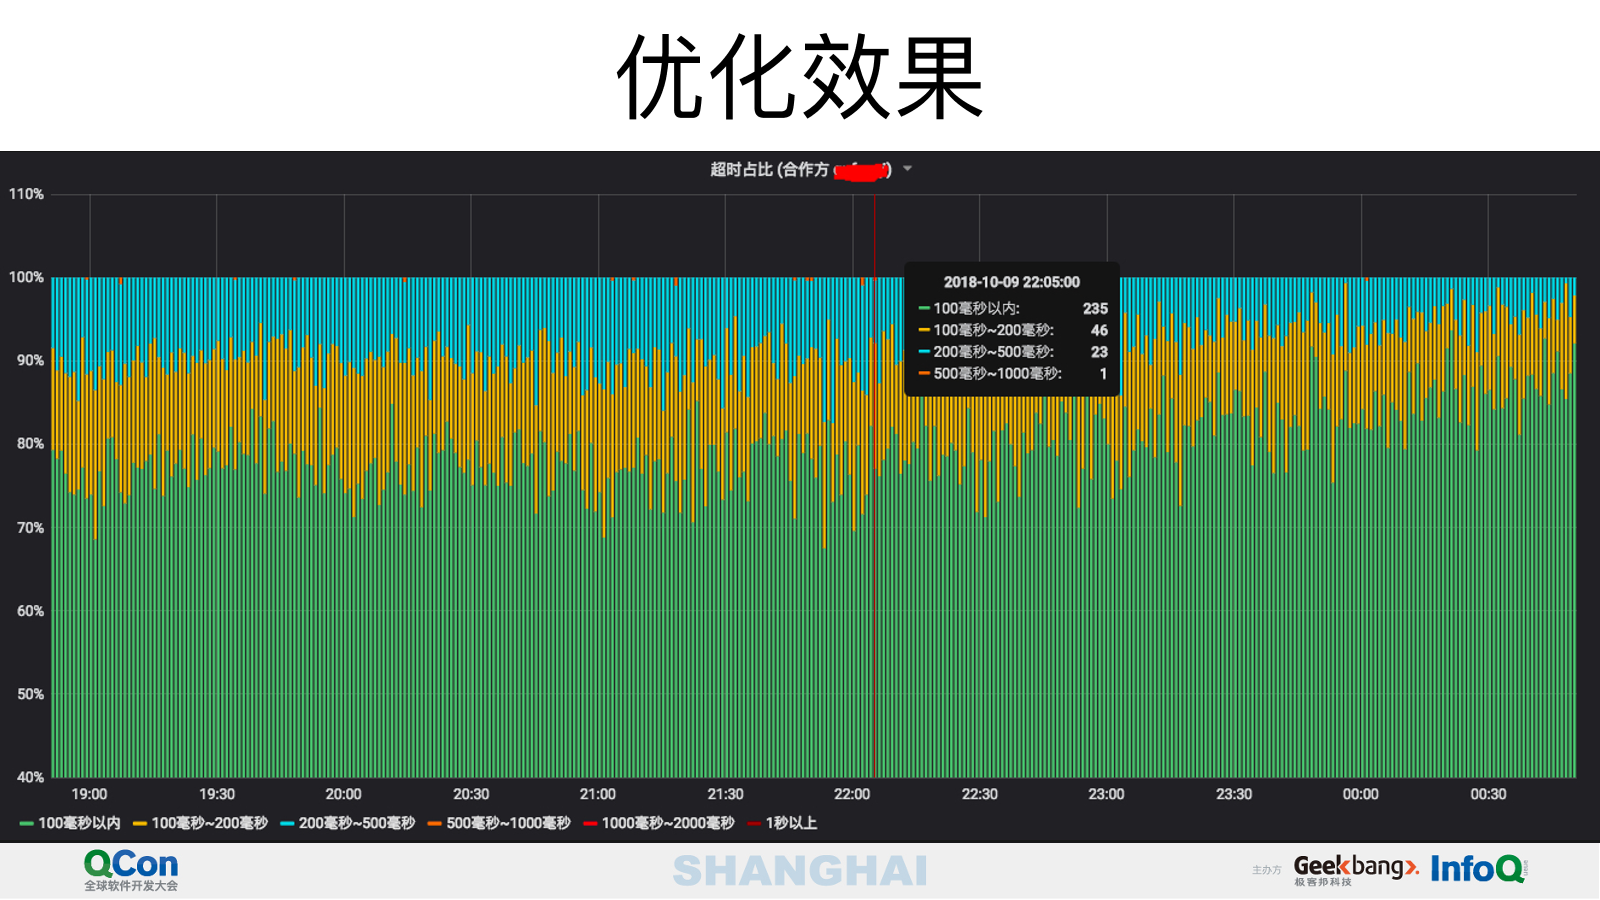 优化效果
超时占比 (合作方 )
110%
100%
90%
80%
70%
60%
50%
40%
2018-10-09 22:05:00
100毫秒以内: 235
100毫秒~200毫秒: 46
200毫秒~500毫秒: 23
500毫秒~1000毫秒: 1
19:00 19:30 20:00 20:30 21:00 21:30 22:00 22:30 23:00 23:30 00:00 00:30
100毫秒以内 100毫秒~200毫秒 200毫秒~500毫秒 500毫秒~1000毫秒 1000毫秒~2000毫秒 1秒以上
QCon
全球软件开发大会
SHANGHAI
主办方
Geekbang>.
极客邦科技
InfoQ